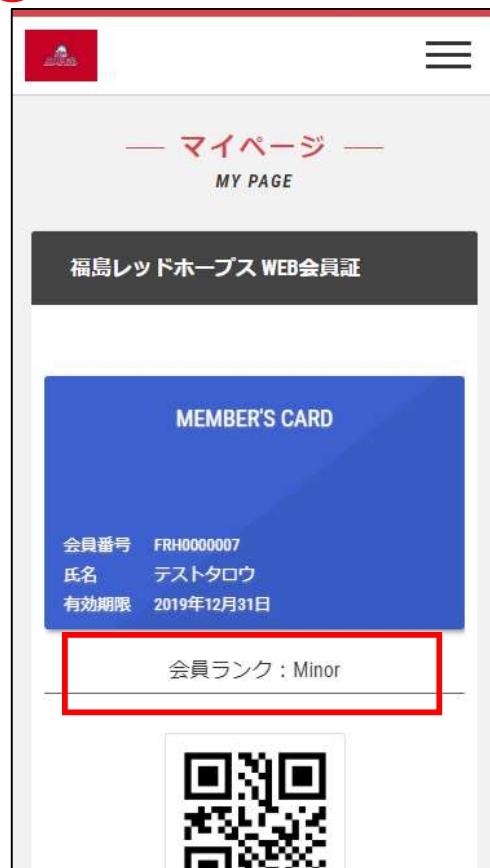 マイページ
MY PAGE
福島レッドホープス WEB会員証
MEMBER'S CARD
会員番号 FRH0000007
氏名 テストタロウ
有効期限 2019年12月31日
会員ランク：Minor